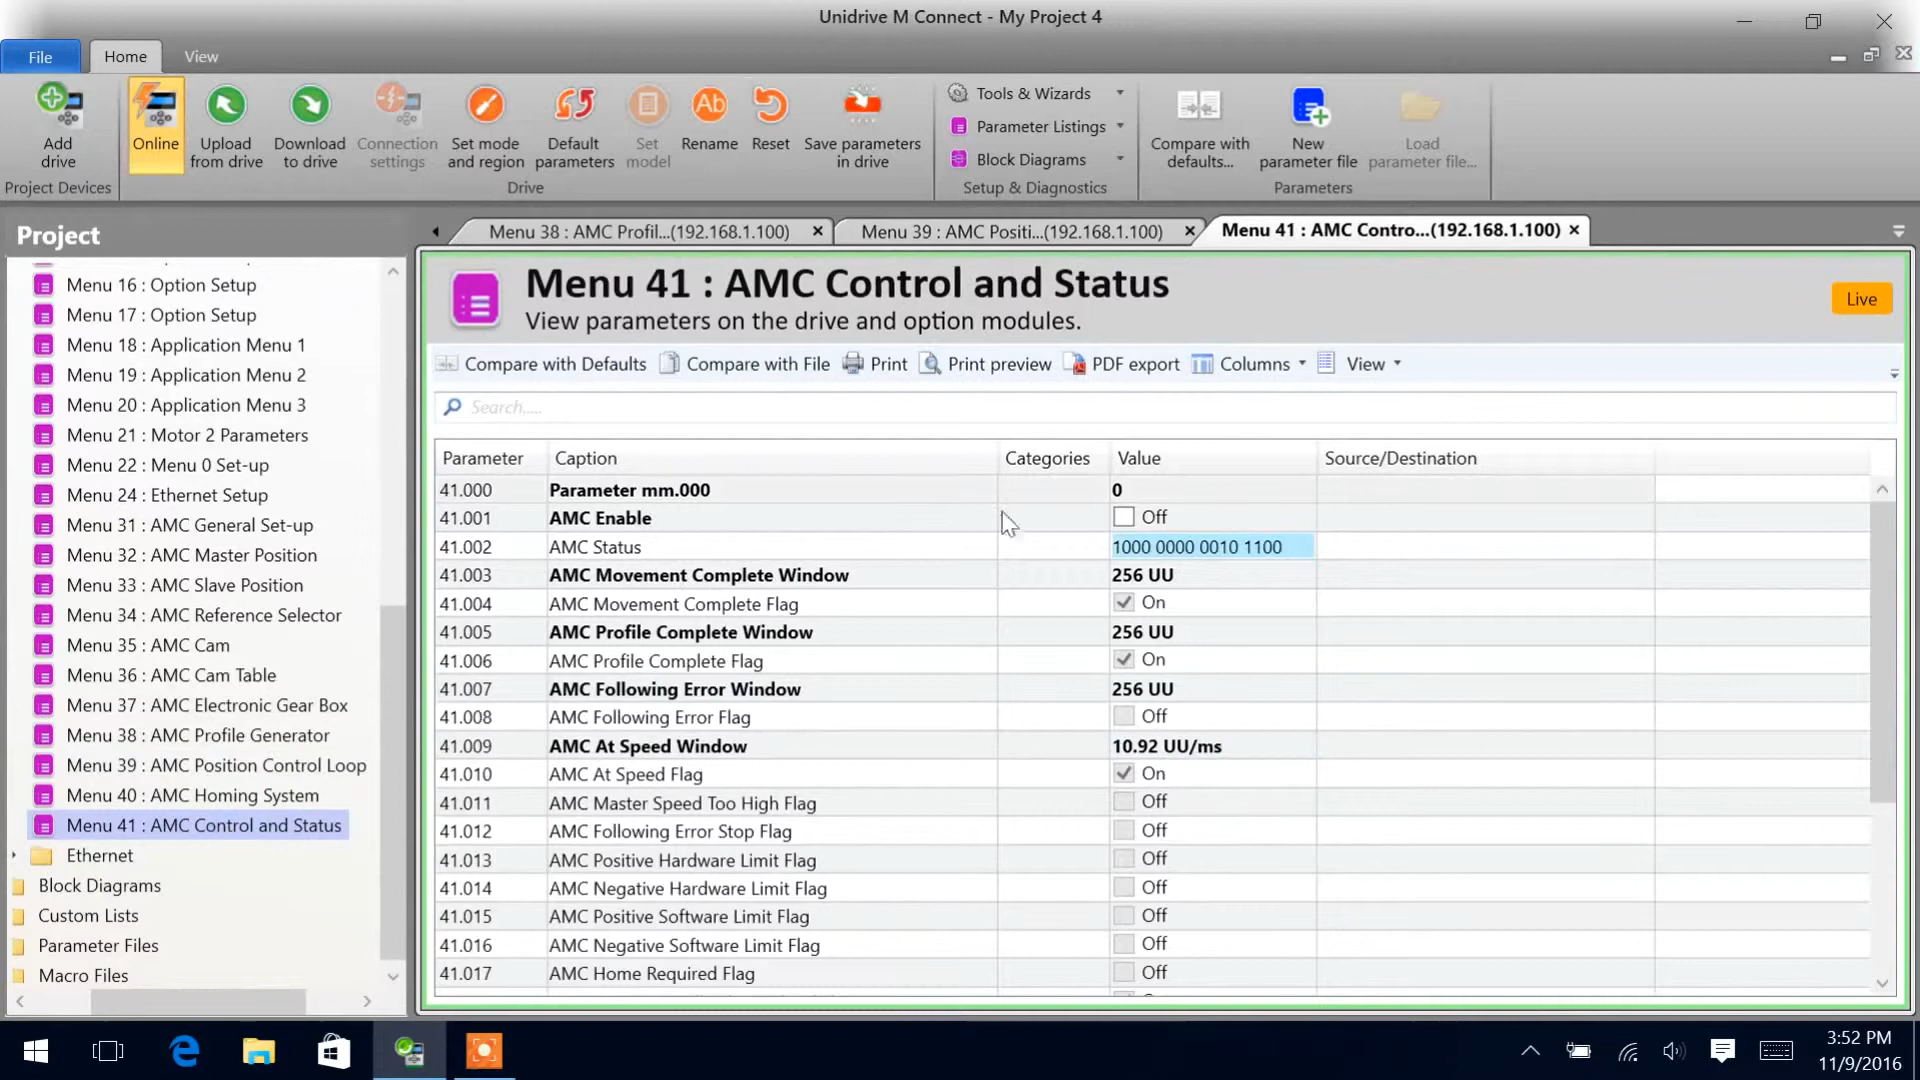 Unidrive M Connect - My Project 4
File
Home
View
Add drive
Online
Upload from drive
Download to drive
Connection settings
Set mode and region
Default parameters
Set model
Rename
Reset
Save parameters in drive
Tools & Wizards
Parameter Listings
Block Diagrams
Compare with defaults...
New parameter file
Load parameter file...
Project Devices
Drive
Setup & Diagnostics
Parameters
Project
Menu 16 : Option Setup
Menu 17 : Option Setup
Menu 18 : Application Menu 1
Menu 19 : Application Menu 2
Menu 20 : Application Menu 3
Menu 21 : Motor 2 Parameters
Menu 22 : Menu 0 Set-up
Menu 24 : Ethernet Setup
Menu 31 : AMC General Set-up
Menu 32 : AMC Master Position
Menu 33 : AMC Slave Position
Menu 34 : AMC Reference Selector
Menu 35 : AMC Cam
Menu 36 : AMC Cam Table
Menu 37 : AMC Electronic Gear Box
Menu 38 : AMC Profile Generator
Menu 39 : AMC Position Control Loop
Menu 40 : AMC Homing System
Menu 41 : AMC Control and Status
Ethernet
Block Diagrams
Custom Lists
Parameter Files
Macro Files
Menu 38 : AMC Profil...(192.168.1.100)
Menu 39 : AMC Positi...(192.168.1.100)
Menu 41 : AMC Contro...(192.168.1.100)
Menu 41 : AMC Control and Status
View parameters on the drive and option modules.
Live
Compare with Defaults
Compare with File
Print
Print preview
PDF export
Columns
View
Search.....
Parameter Caption Categories Value Source/Destination
41.000 Parameter mm.000 0
41.001 AMC Enable Off
41.002 AMC Status 1000 0000 0010 1100
41.003 AMC Movement Complete Window 256 UU
41.004 AMC Movement Complete Flag On
41.005 AMC Profile Complete Window 256 UU
41.006 AMC Profile Complete Flag On
41.007 AMC Following Error Window 256 UU
41.008 AMC Following Error Flag Off
41.009 AMC At Speed Window 10.92 UU/ms
41.010 AMC At Speed Flag On
41.011 AMC Master Speed Too High Flag Off
41.012 AMC Following Error Stop Flag Off
41.013 AMC Positive Hardware Limit Flag Off
41.014 AMC Negative Hardware Limit Flag Off
41.015 AMC Positive Software Limit Flag Off
41.016 AMC Negative Software Limit Flag Off
41.017 AMC Home Required Flag Off
3:52 PM
11/9/2016